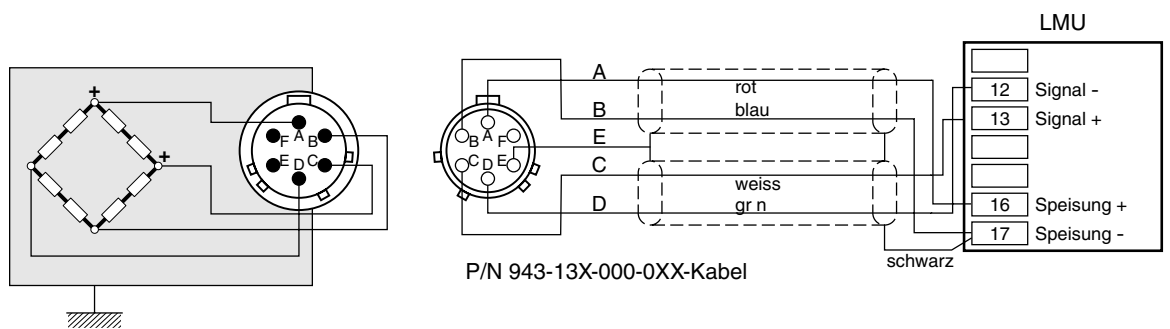 LMU
+
+
F A B
E D C
B A F
C D E
A
rot
B
blau
E
C
weiss
D
gr n
schwarz
12 Signal -
13 Signal +
16 Speisung +
17 Speisung -
P/N 943-13X-000-0XX-Kabel